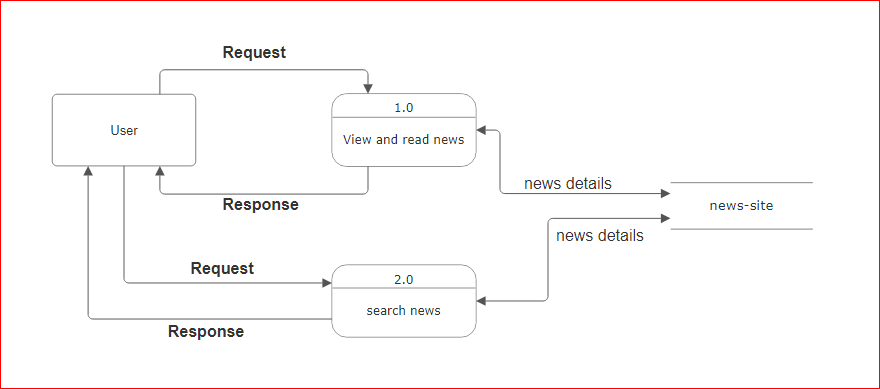 Request
1.0
User
View and read news
news details
Response
news-site
news details
Request
2.0
search news
Response